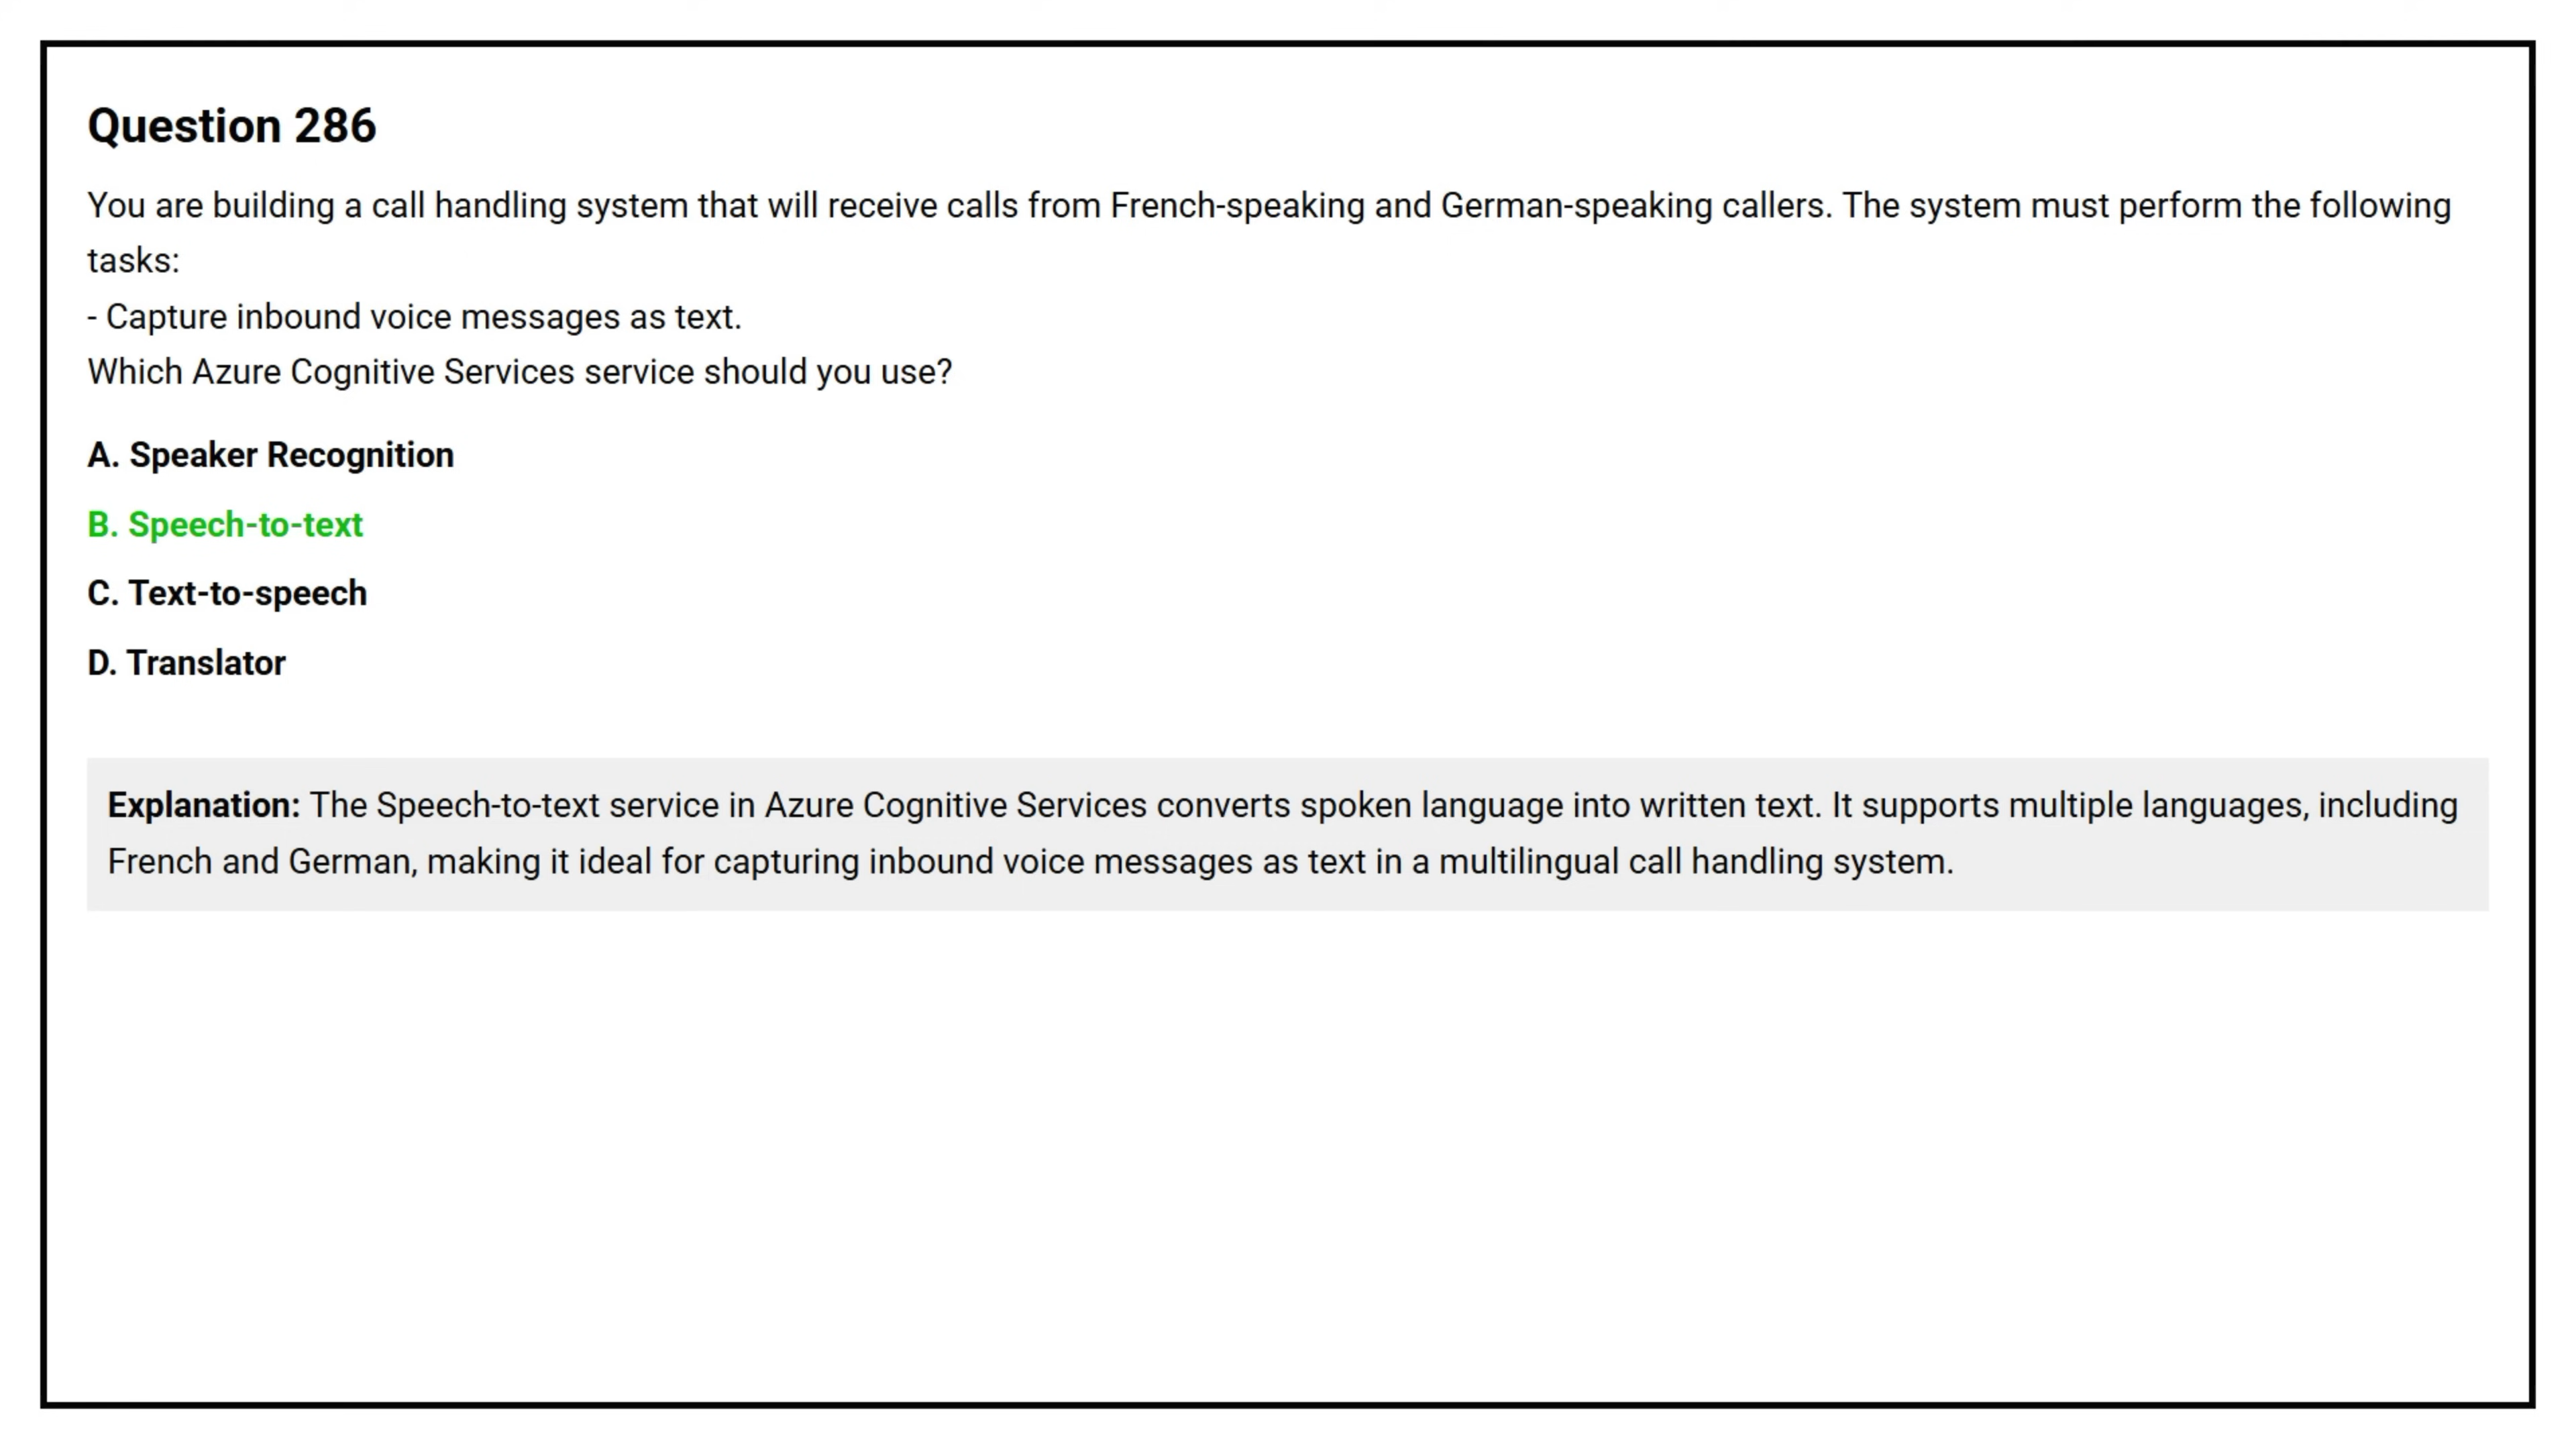 Question 286
You are building a call handling system that will receive calls from French-speaking and German-speaking callers. The system must perform the following
tasks:
- Capture inbound voice messages as text.
Which Azure Cognitive Services service should you use?
A. Speaker Recognition
B. Speech-to-text
C. Text-to-speech
D. Translator
Explanation: The Speech-to-text service in Azure Cognitive Services converts spoken language into written text. It supports multiple languages, including
French and German, making it ideal for capturing inbound voice messages as text in a multilingual call handling system.